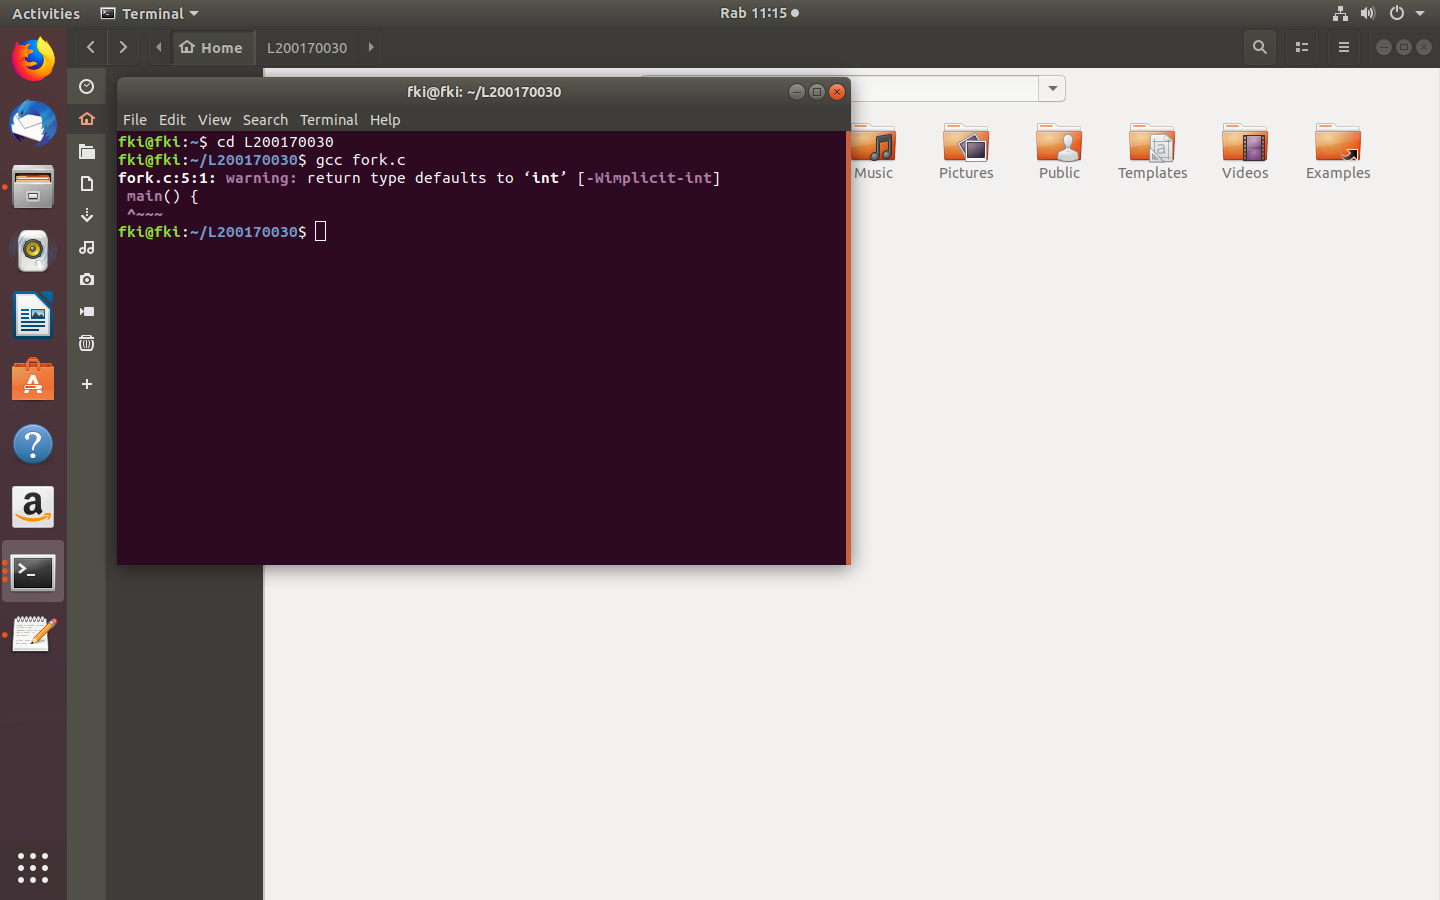 Activities
Terminal
Rab 11:15
Home
L200170030
fki@fki: ~/L200170030
File Edit View Search Terminal Help
fki@fki:~$ cd L200170030
fki@fki:~/L200170030$ gcc fork.c
fork.c:5:1: warning: return type defaults to ‘int’ [-Wimplicit-int]
main() {
^~~~
fki@fki:~/L200170030$
Music
Pictures
Public
Templates
Videos
Examples